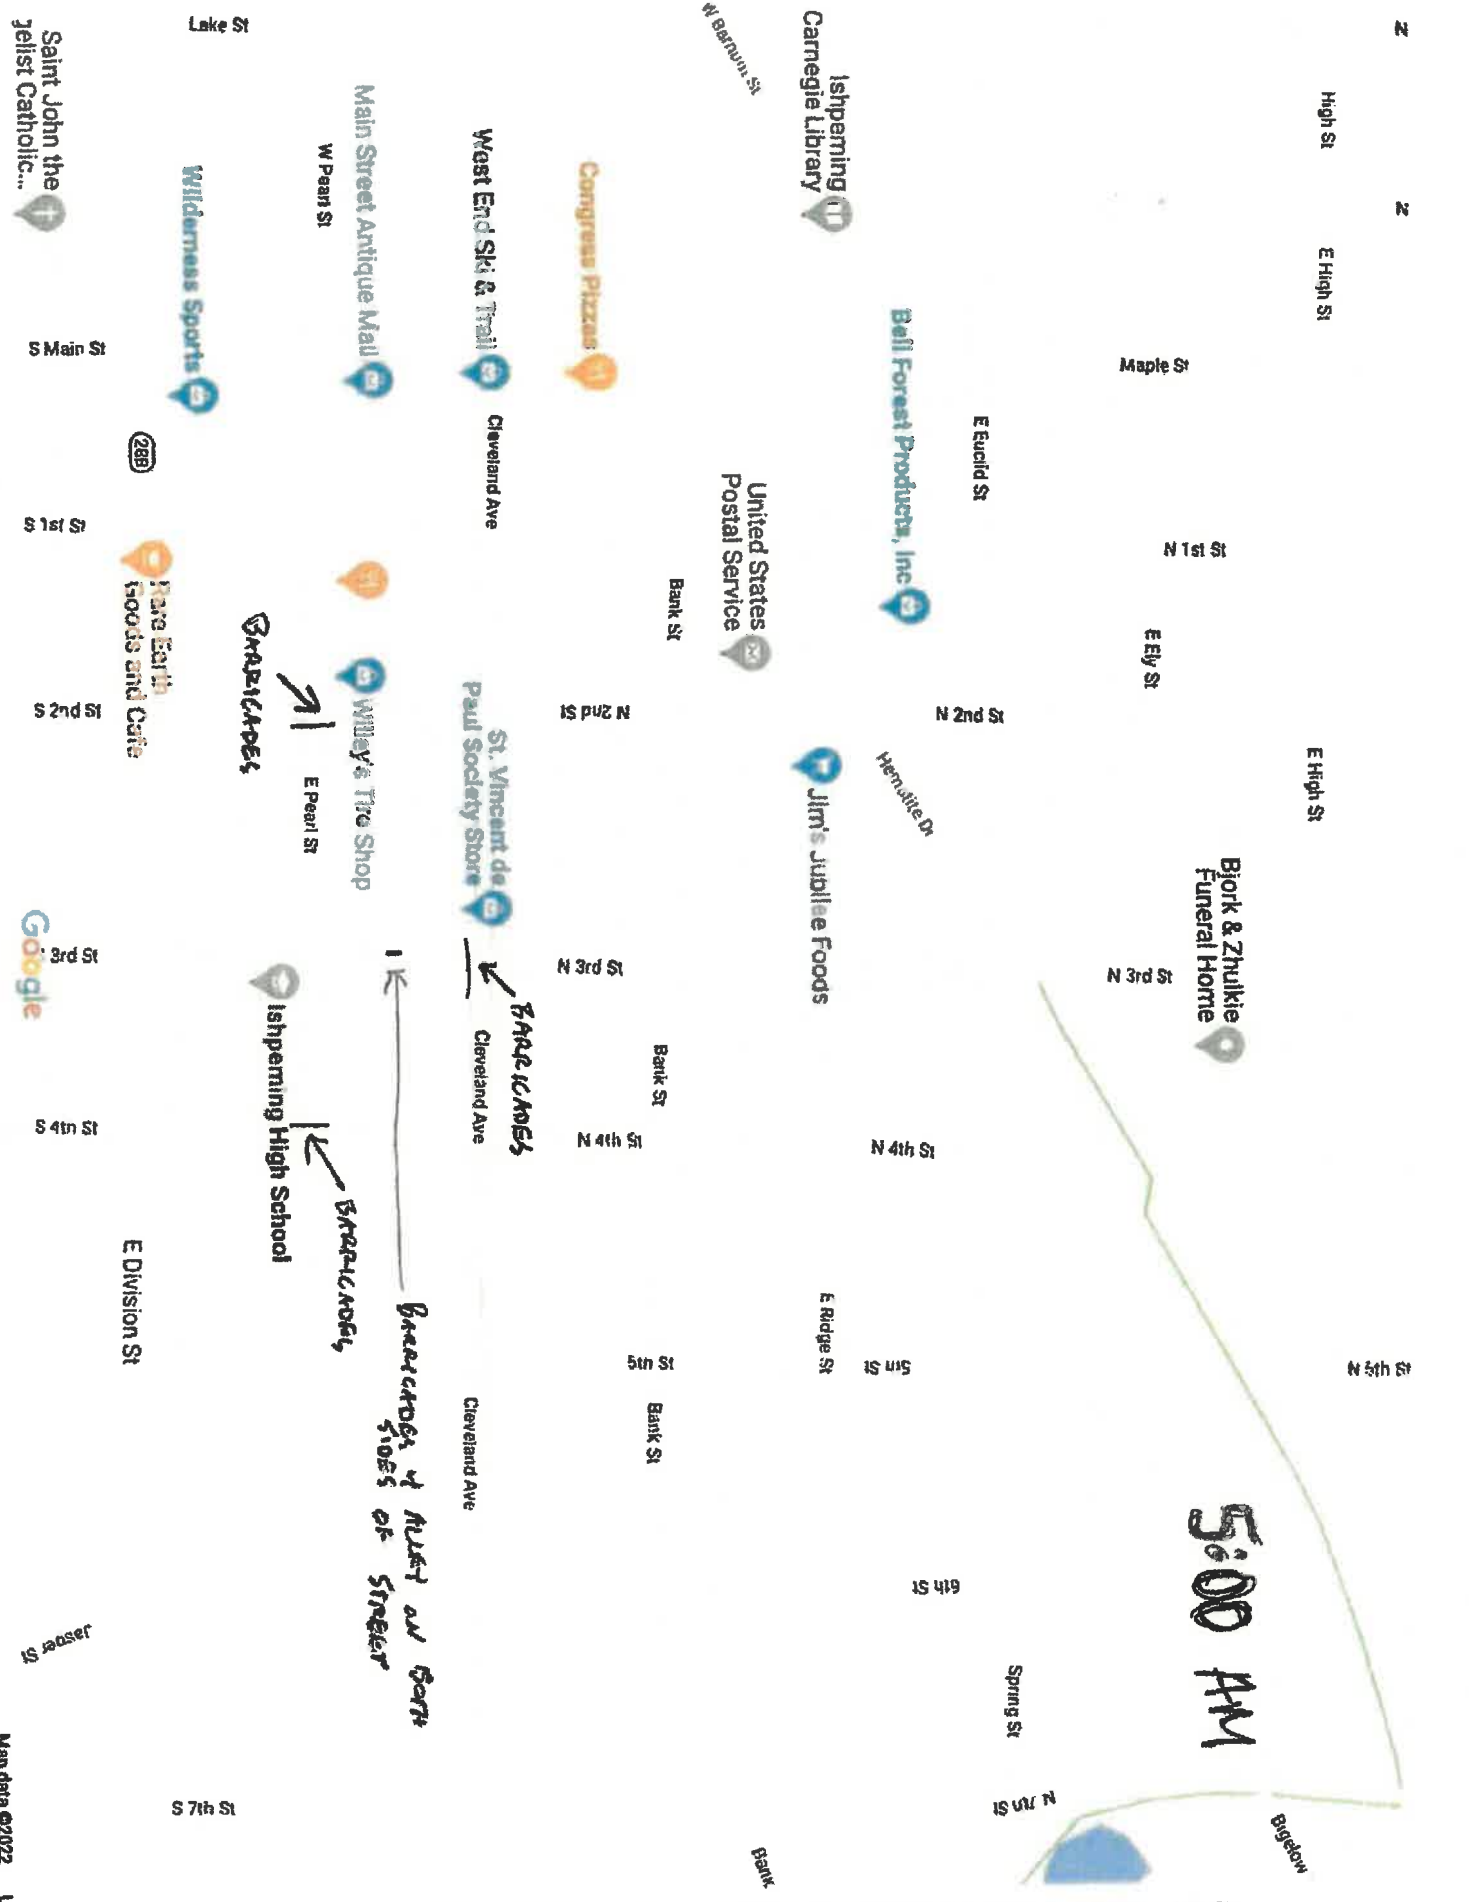 N
N
N 5th St
High St
E High St
E High St
Bigelow
Bjork & Zhulkie
Funeral Home
5:00 AM
N 1st St
Maple St
E Ely St
N 3rd St
Spring St
N 7th St
E Euclid St
N 2nd St
6th St
Hematite Dr
N 4th St
Bell Forest Products, Inc
5th St
Ishpeming
Carnegie Library
Jim's Jubilee Foods
E Ridge St
W Barnum St
United States
Postal Service
Bank
Bank St
Bank St
Bank St
5th St
N 2nd St
N 3rd St
N 4th St
Congress Pizza
BARRICADES
West End Ski & Trail
Cleveland Ave
St. Vincent de
Paul Society Store
Cleveland Ave
Cleveland Ave
BARRICADES & ALLEY ON BOTH
SIDES OF STREET
Main Street Antique Mall
Willey's Tire Shop
BARRICADES
W Pearl St
E Pearl St
Ishpeming High School
BARRICADES
Lake St
S 7th St
Wilderness Sports
28B
Rare Earth
Goods and Cafe
E Division St
S Main St
S 1st St
S 2nd St
3rd St
S 4th St
Jasper St
Saint John the
gelist Catholic...
Google
Map data ©2022